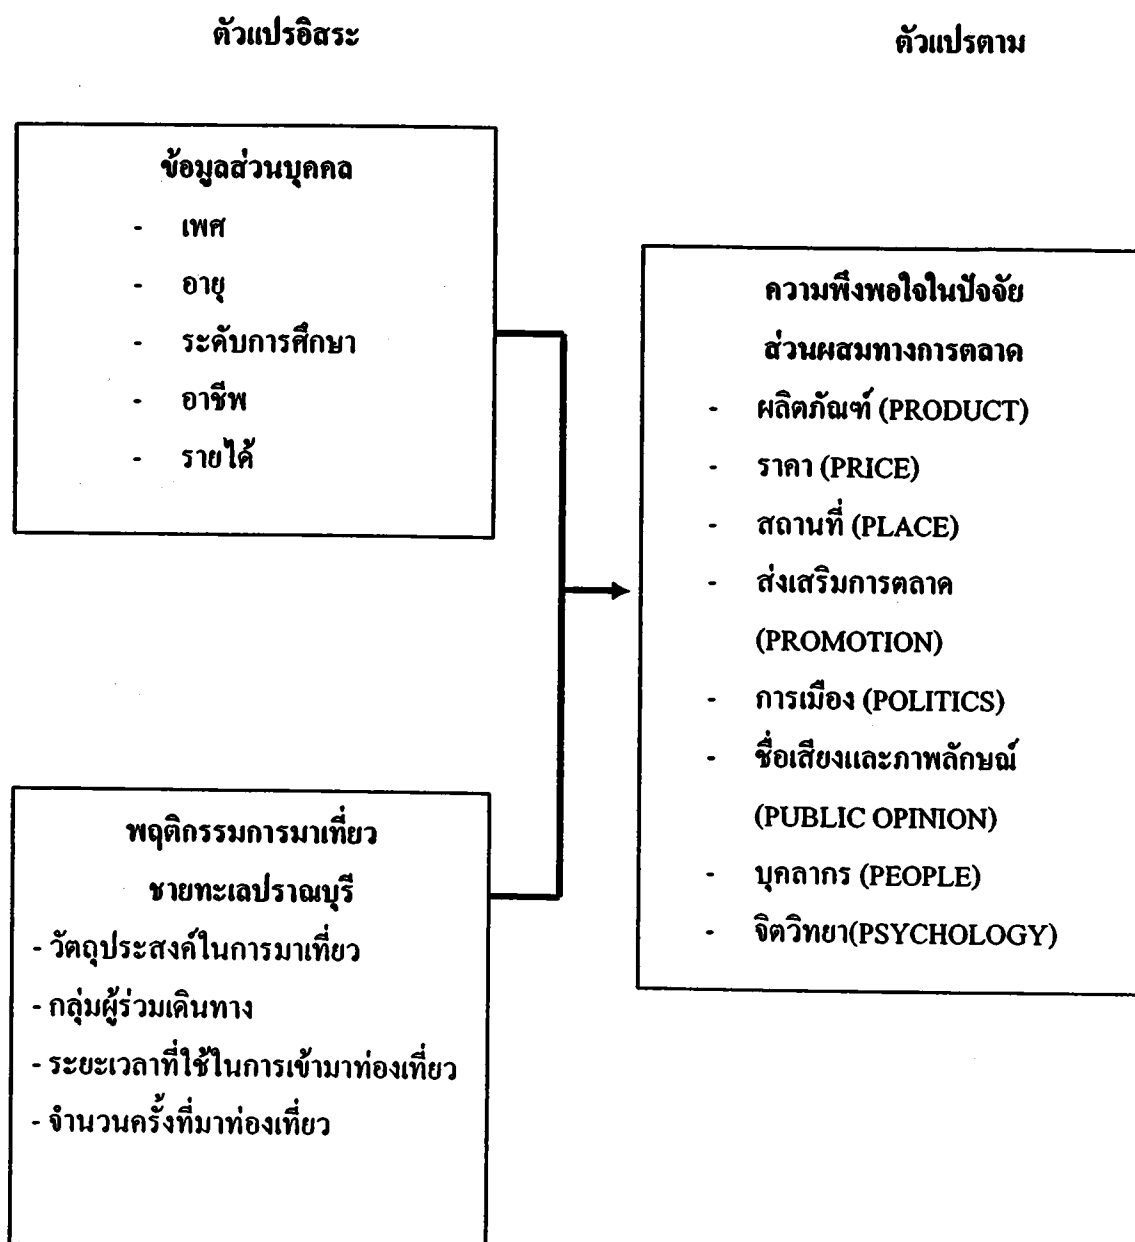 ตัวแปรอิสระ
ตัวแปรตาม
ข้อมูลส่วนบุคคล
- เพศ
- อายุ
- ระดับการศึกษา
- อาชีพ
- รายได้
พฤติกรรมการมาเที่ยว
ชายทะเลปราณบุรี
- วัตถุประสงค์ในการมาเที่ยว
- กลุ่มผู้ร่วมเดินทาง
- ระยะเวลาที่ใช้ในการเข้ามาท่องเที่ยว
- จำนวนครั้งที่มาท่องเที่ยว
ความพึงพอใจในปัจจัย
ส่วนผสมทางการตลาด
- ผลิตภัณฑ์ (PRODUCT)
- ราคา (PRICE)
- สถานที่ (PLACE)
- ส่งเสริมการตลาด
(PROMOTION)
- การเมือง (POLITICS)
- ชื่อเสียงและภาพลักษณ์
(PUBLIC OPINION)
- บุคลากร (PEOPLE)
- จิตวิทยา(PSYCHOLOGY)